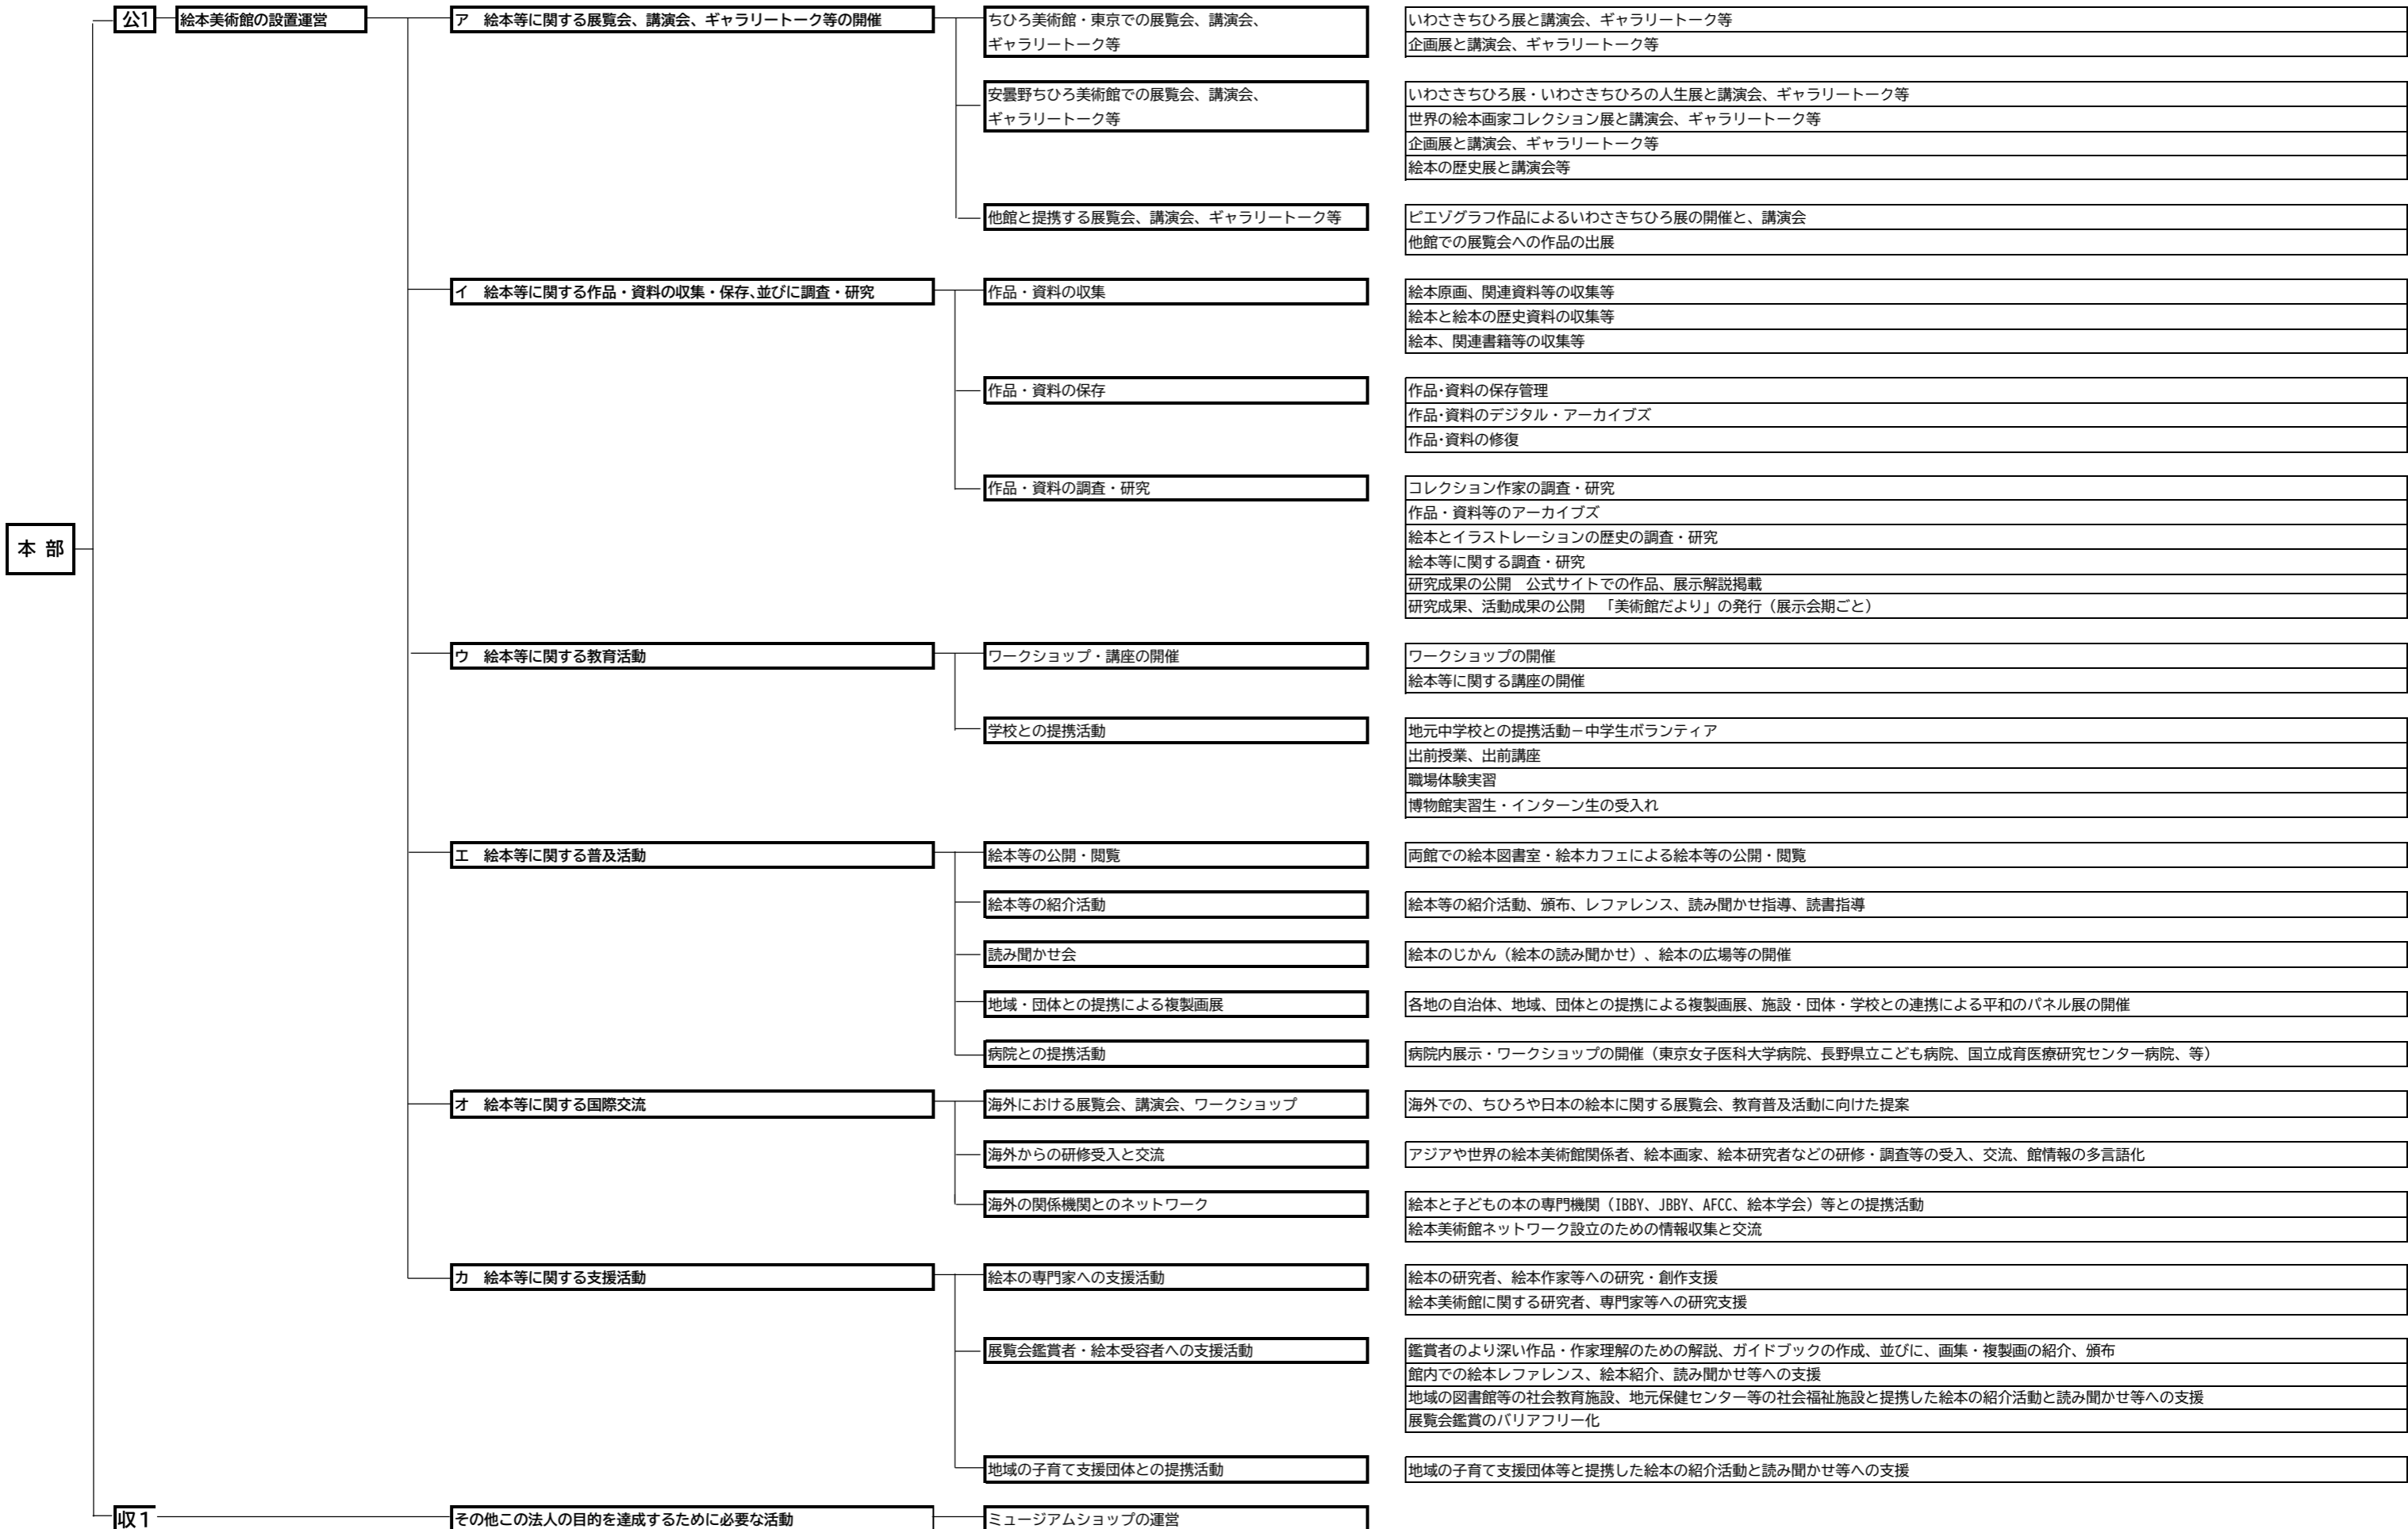 本 部
公1
絵本美術館の設置運営
ア　絵本等に関する展覧会、講演会、ギャラリートーク等の開催
ちひろ美術館・東京での展覧会、講演会、
ギャラリートーク等
いわさきちひろ展と講演会、ギャラリートーク等
企画展と講演会、ギャラリートーク等
安曇野ちひろ美術館での展覧会、講演会、
ギャラリートーク等
いわさきちひろ展・いわさきちひろの人生展と講演会、ギャラリートーク等
世界の絵本画家コレクション展と講演会、ギャラリートーク等
企画展と講演会、ギャラリートーク等
絵本の歴史展と講演会等
他館と提携する展覧会、講演会、ギャラリートーク等
ピエゾグラフ作品によるいわさきちひろ展の開催と、講演会
他館での展覧会への作品の出展
イ　絵本等に関する作品・資料の収集・保存、並びに調査・研究
作品・資料の収集
絵本原画、関連資料等の収集等
絵本と絵本の歴史資料の収集等
絵本、関連書籍等の収集等
作品・資料の保存
作品・資料の保存管理
作品・資料のデジタル・アーカイブズ
作品・資料の修復
作品・資料の調査・研究
コレクション作家の調査・研究
作品・資料等のアーカイブズ
絵本とイラストレーションの歴史の調査・研究
絵本等に関する調査・研究
研究成果の公開　公式サイトでの作品、展示解説掲載
研究成果、活動成果の公開　「美術館だより」の発行（展示会期ごと）
ウ　絵本等に関する教育活動
ワークショップ・講座の開催
ワークショップの開催
絵本等に関する講座の開催
学校との提携活動
地元中学校との提携活動－中学生ボランティア
出前授業、出前講座
職場体験実習
博物館実習生・インターン生の受入れ
エ　絵本等に関する普及活動
絵本等の公開・閲覧
両館での絵本図書室・絵本カフェによる絵本等の公開・閲覧
絵本等の紹介活動
絵本等の紹介活動、頒布、レファレンス、読み聞かせ指導、読書指導
読み聞かせ会
絵本のじかん（絵本の読み聞かせ）、絵本の広場等の開催
地域・団体との提携による複製画展
各地の自治体、地域、団体との提携による複製画展、施設・団体・学校との連携による平和のパネル展の開催
病院との提携活動
病院内展示・ワークショップの開催（東京女子医科大学病院、長野県立こども病院、国立成育医療研究センター病院、等）
オ　絵本等に関する国際交流
海外における展覧会、講演会、ワークショップ
海外での、ちひろや日本の絵本に関する展覧会、教育普及活動に向けた提案
海外からの研修受入と交流
アジアや世界の絵本美術館関係者、絵本画家、絵本研究者などの研修・調査等の受入、交流、館情報の多言語化
海外の関係機関とのネットワーク
絵本と子どもの本の専門機関（IBBY、JBBY、AFCC、絵本学会）等との提携活動
絵本美術館ネットワーク設立のための情報収集と交流
カ　絵本等に関する支援活動
絵本の専門家への支援活動
絵本の研究者、絵本作家等への研究・創作支援
絵本美術館に関する研究者、専門家等への研究支援
展覧会鑑賞者・絵本受容者への支援活動
鑑賞者のより深い作品・作家理解のための解説、ガイドブックの作成、並びに、画集・複製画の紹介、頒布
館内での絵本レファレンス、絵本紹介、読み聞かせ等への支援
地域の図書館等の社会教育施設、地元保健センター等の社会福祉施設と提携した絵本の紹介活動と読み聞かせ等への支援
展覧会鑑賞のバリアフリー化
地域の子育て支援団体との提携活動
地域の子育て支援団体等と提携した絵本の紹介活動と読み聞かせ等への支援
収1
その他この法人の目的を達成するために必要な活動
ミュージアムショップの運営